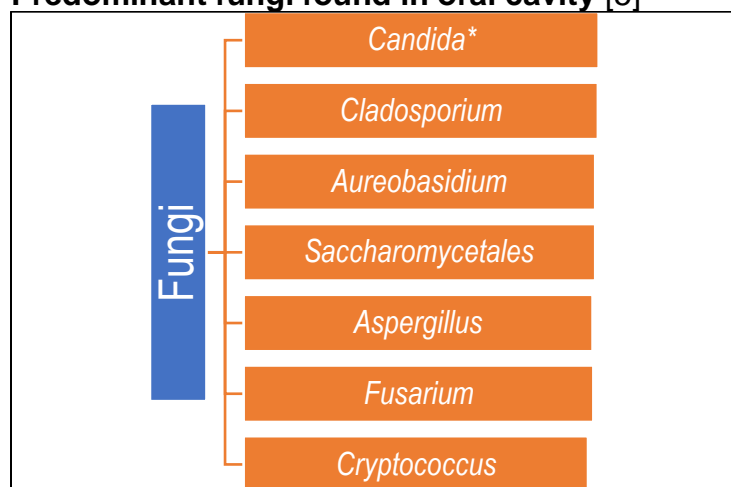 Predominant fungi found in oral cavity
Candida*
Cladosporium
Aureobasidium
Saccharomycetales
Aspergillus
Fusarium
Cryptococcus
Fungi